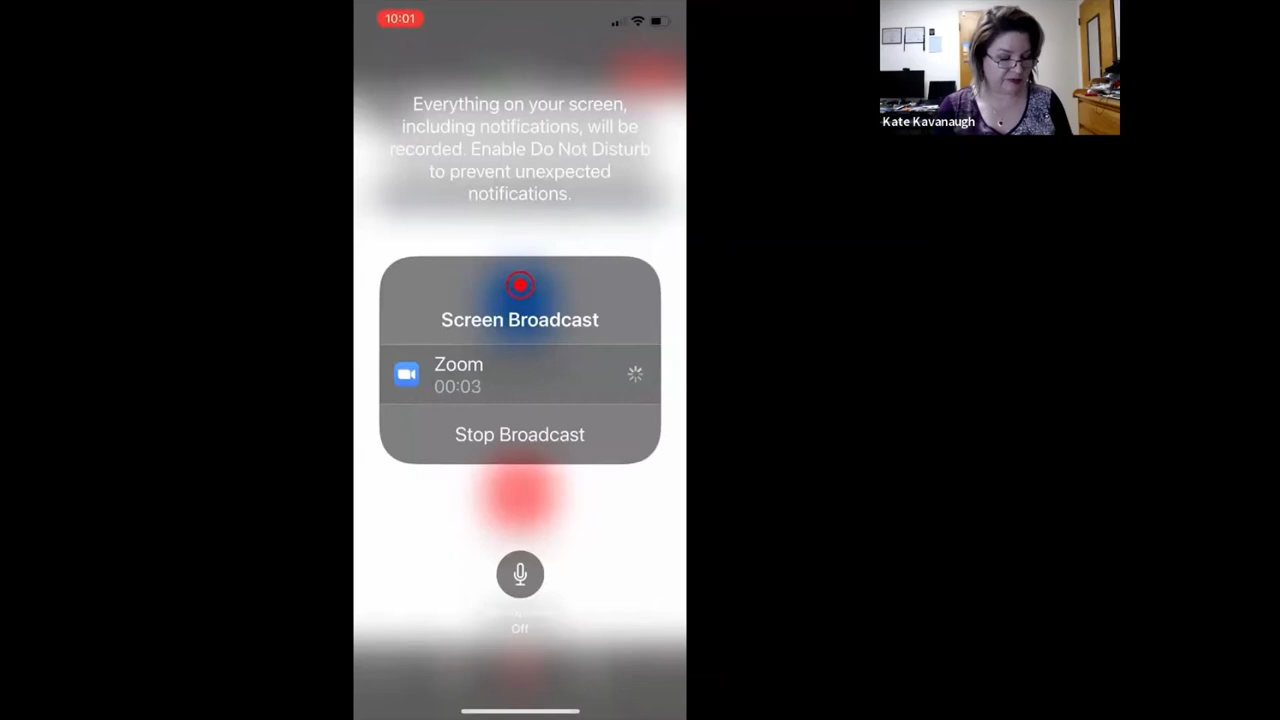 10:01
Everything on your screen,
including notifications, will be
recorded. Enable Do Not Disturb
to prevent unexpected
notifications.
Screen Broadcast
Zoom
00:03
Stop Broadcast
Off
Kate Kavanaugh